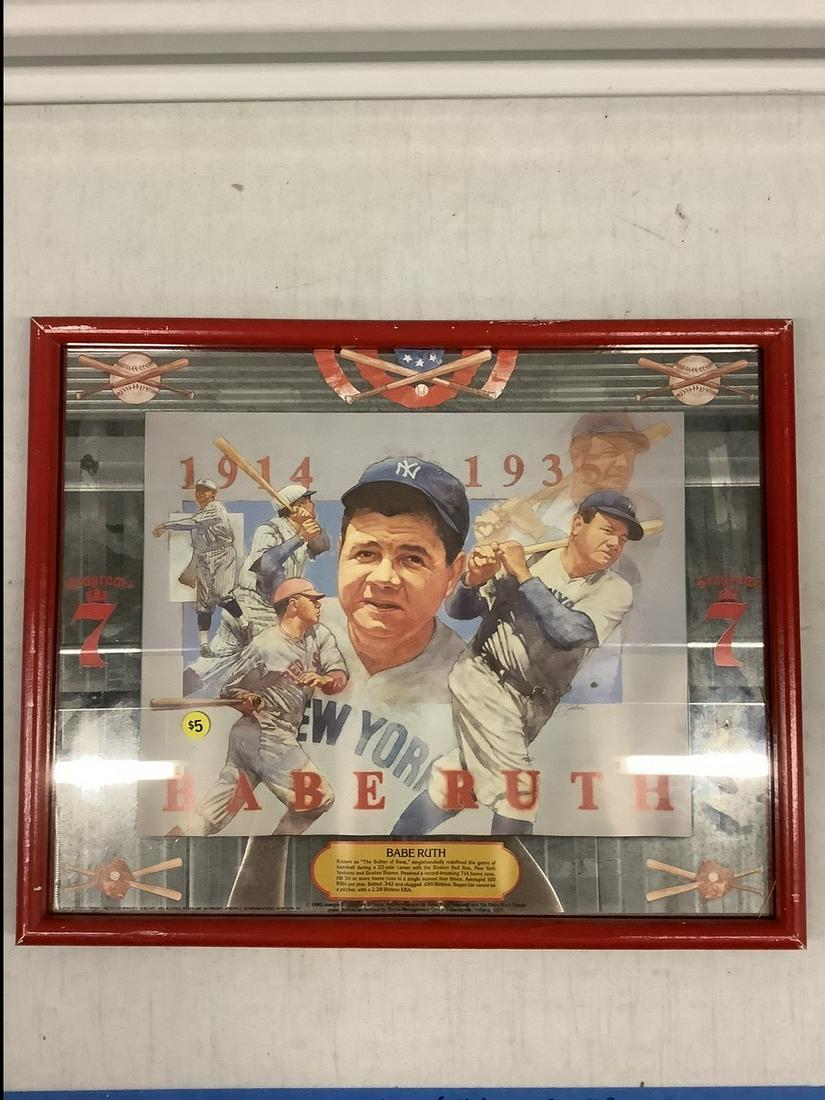 1914 1935
NY
Seagram's
7
Seagram's
7
RED
NEW YORK
$5
BABE RUTH
BABE RUTH
Known as "The Sultan of Swat," singlehandedly redefined the game of
baseball during a 22-year career with the Boston Red Sox, New York
Yankees and Boston Braves. Powered a record-breaking 714 home runs.
Hit 50 or more home runs in a single season four times. Averaged 100
RBIs per year. Batted .342 and slugged .690 lifetime. Began his career as
a pitcher, with a 2.28 lifetime ERA.
© 1990 Joseph E.